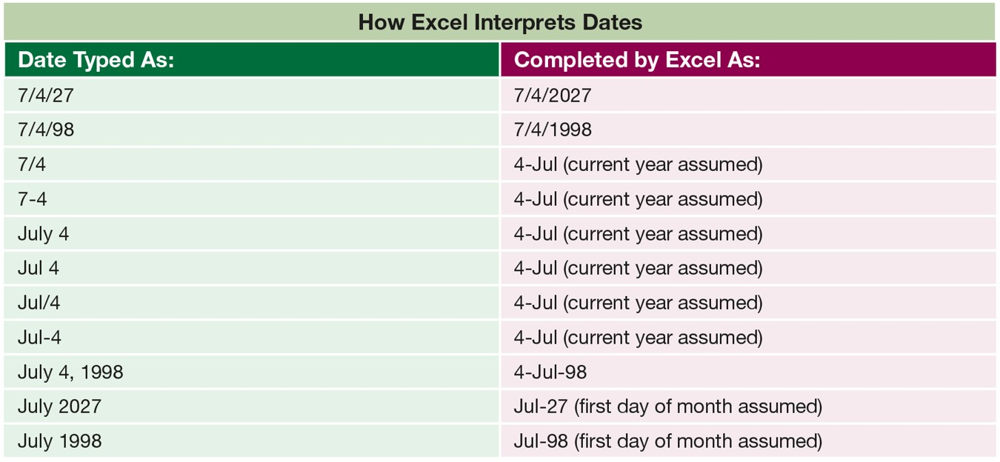 How Excel Interprets Dates
Date Typed As: Completed by Excel As:
7/4/27 7/4/2027
7/4/98 7/4/1998
7/4 4-Jul (current year assumed)
7-4 4-Jul (current year assumed)
July 4 4-Jul (current year assumed)
Jul 4 4-Jul (current year assumed)
Jul/4 4-Jul (current year assumed)
Jul-4 4-Jul (current year assumed)
July 4, 1998 4-Jul-98
July 2027 Jul-27 (first day of month assumed)
July 1998 Jul-98 (first day of month assumed)